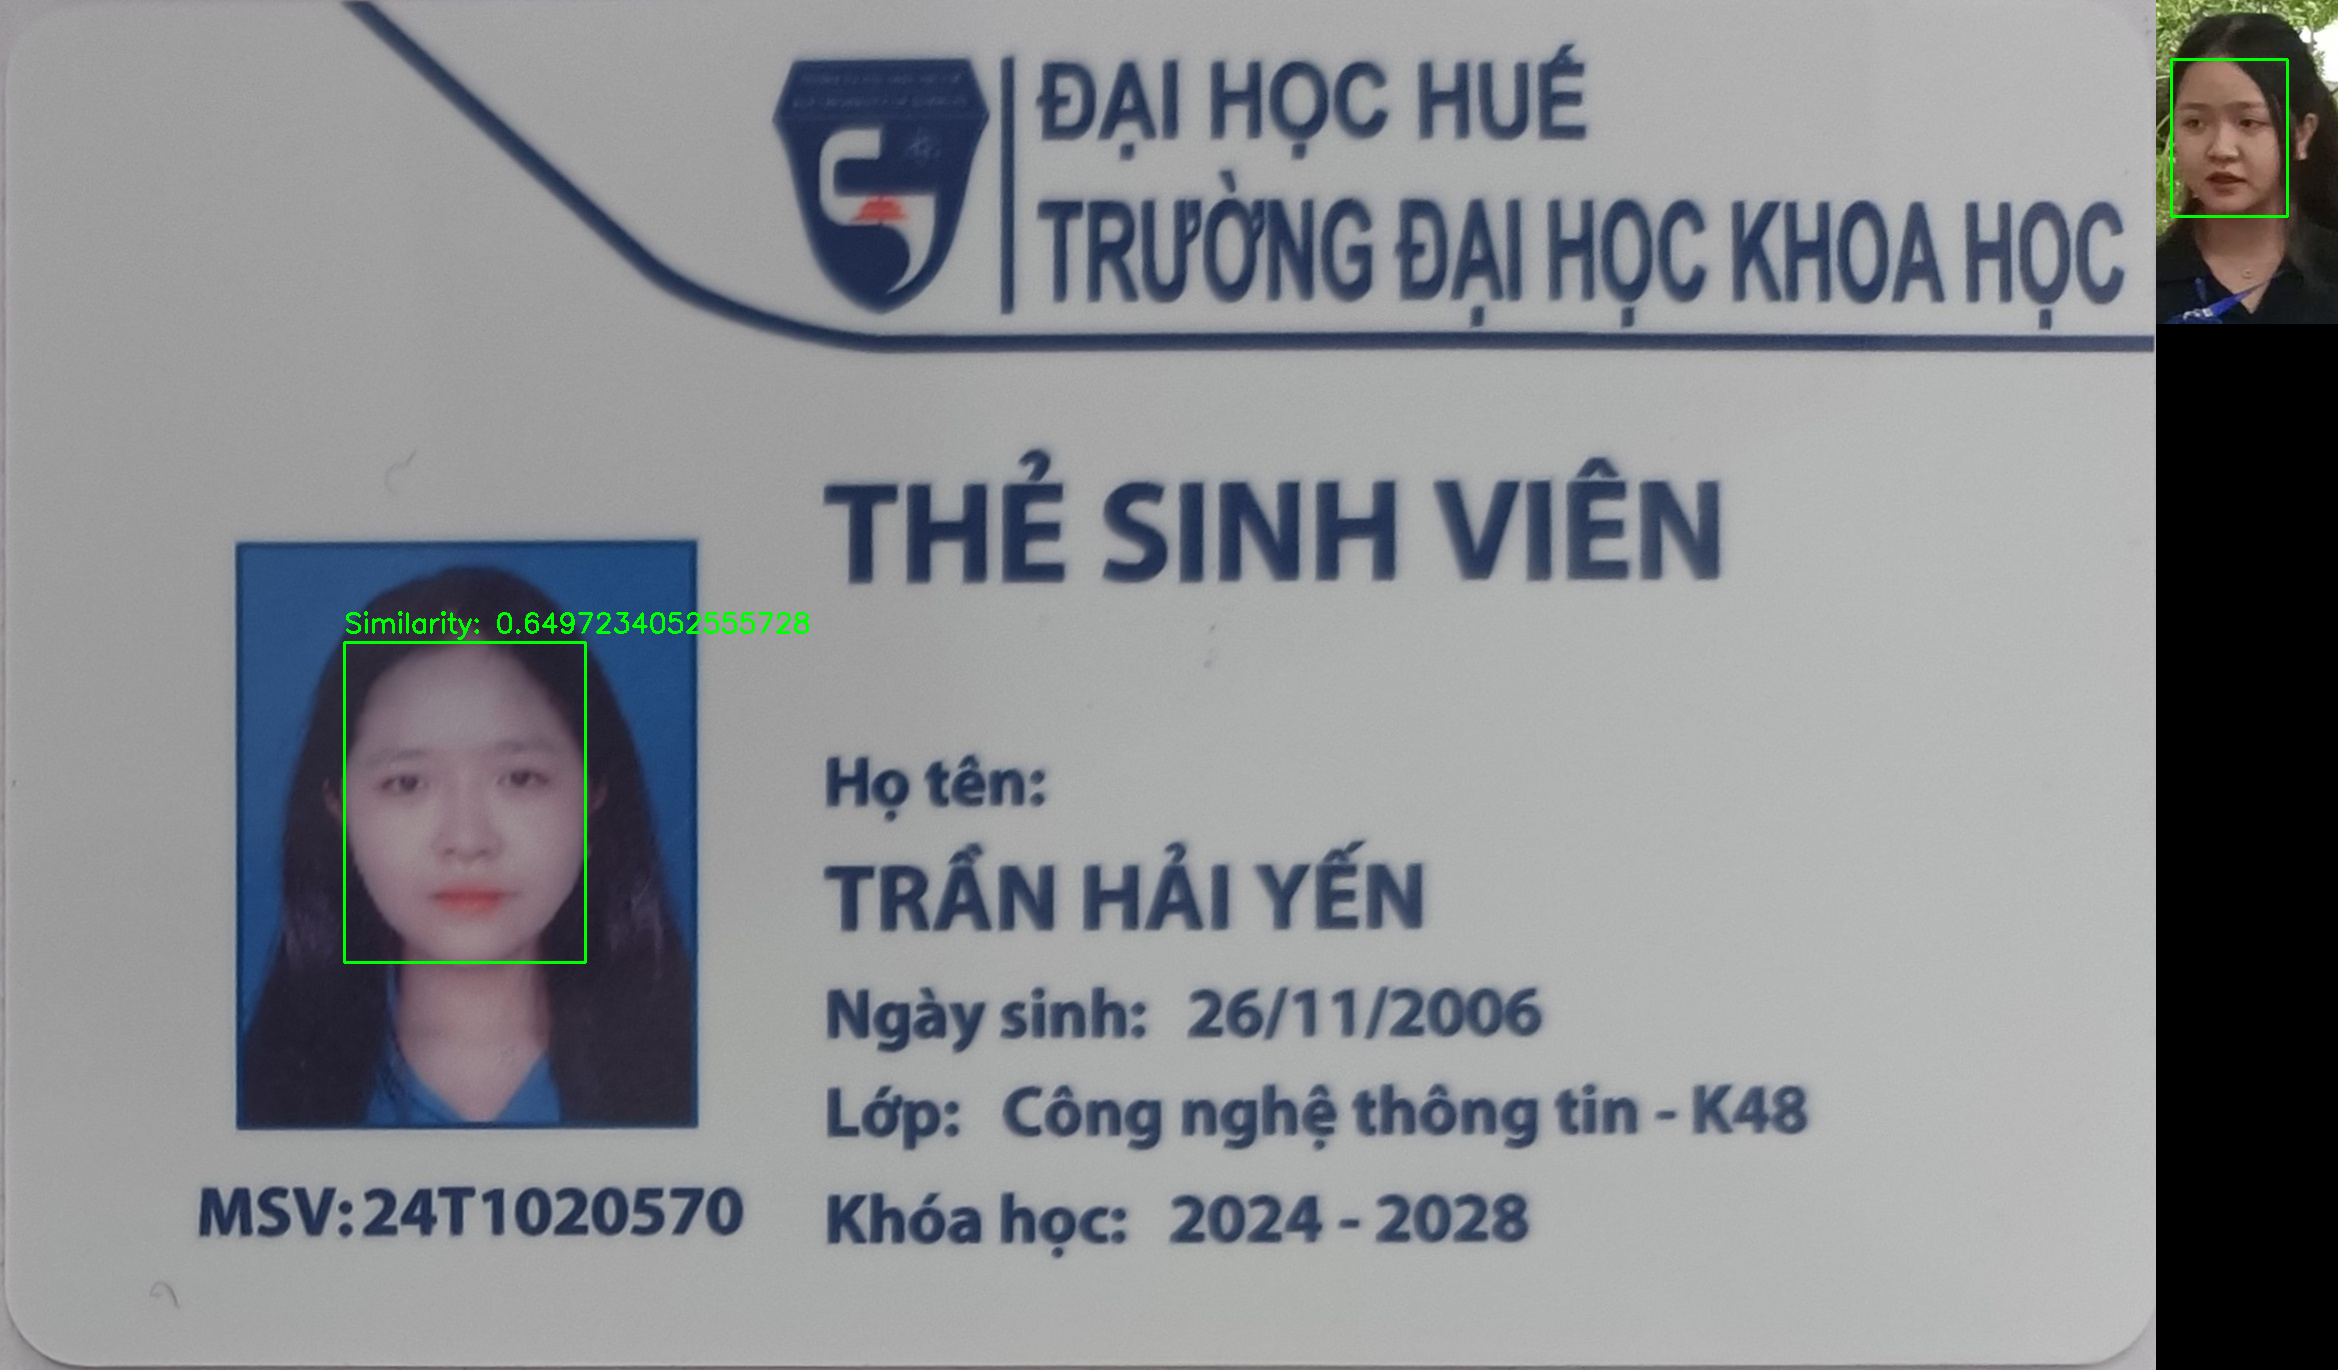 ĐẠI HỌC HUẾ
TRƯỜNG ĐẠI HỌC KHOA HỌC
THẺ SINH VIÊN
Similarity: 0.6497234052555728
Họ tên:
TRẦN HẢI YẾN
Ngày sinh: 26/11/2006
Lớp: Công nghệ thông tin - K48
MSV:24T1020570
Khóa học: 2024 - 2028